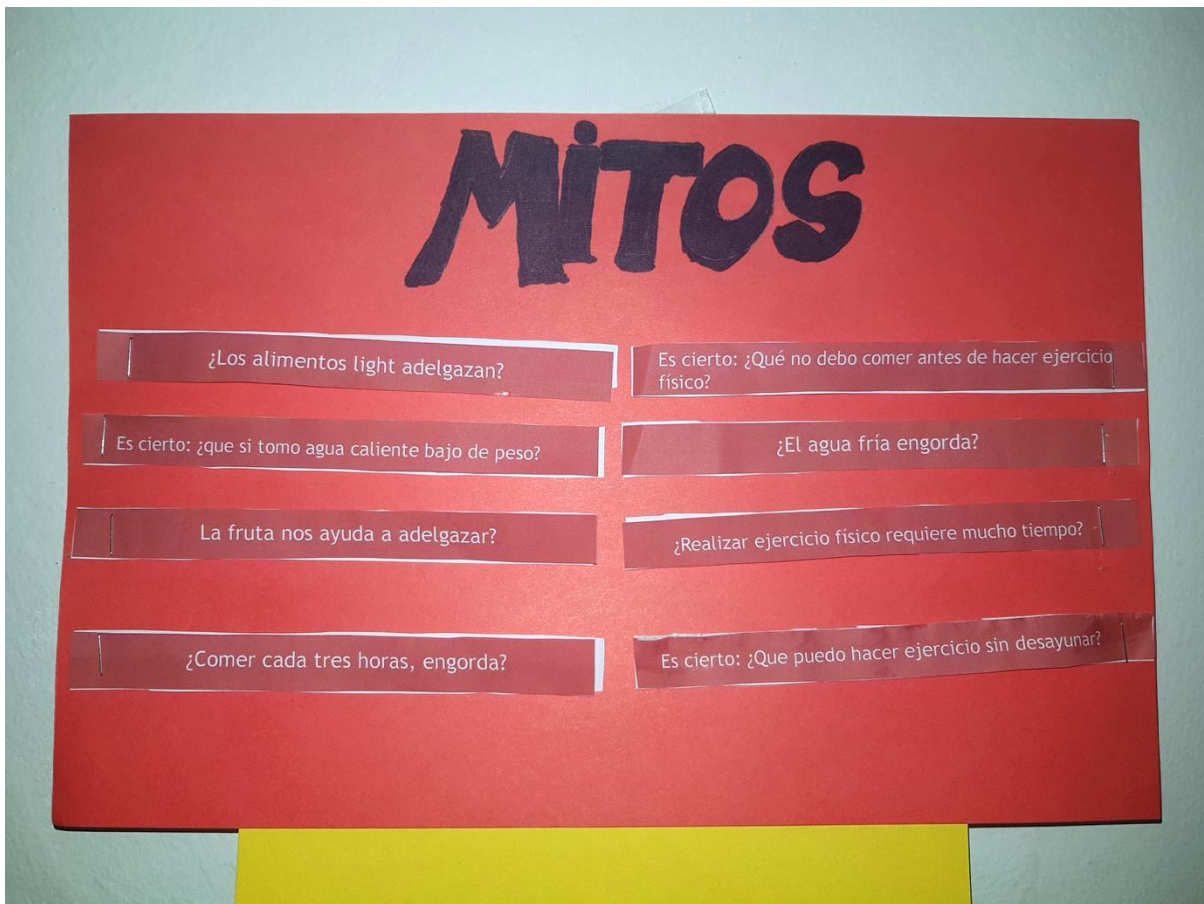 MiTOS
¿Los alimentos light adelgazan?
Es cierto: ¿que si tomo agua caliente bajo de peso?
La fruta nos ayuda a adelgazar?
¿Comer cada tres horas, engorda?
Es cierto: ¿Qué no debo comer antes de hacer ejercicio
físico?
¿El agua fría engorda?
¿Realizar ejercicio físico requiere mucho tiempo?
Es cierto: ¿Que puedo hacer ejercicio sin desayunar?